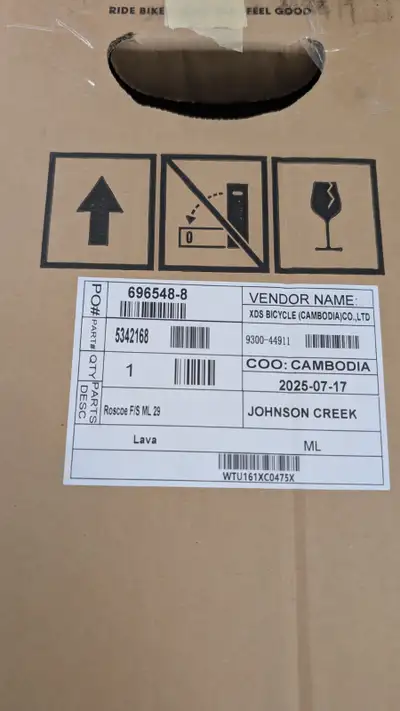 RIDE BIKE FEEL GOOD
0
PO# 696548-8
VENDOR NAME:
XDS BICYCLE (CAMBODIA)CO.,LTD
PART# 5342168
9300-44911
QTY 1
COO: CAMBODIA
2025-07-17
PARTS DESC Roscoe F/S ML 29
JOHNSON CREEK
Lava
ML
WTU161XC0475X